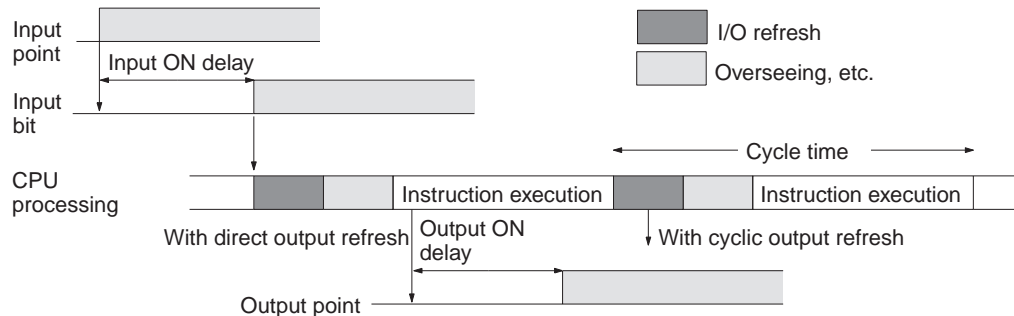 Input
point
Input ON delay
I/O refresh
Overseeing, etc.
Input
bit
Cycle time
CPU
processing
Instruction execution
Instruction execution
With direct output refresh
Output ON
delay
With cyclic output refresh
Output point